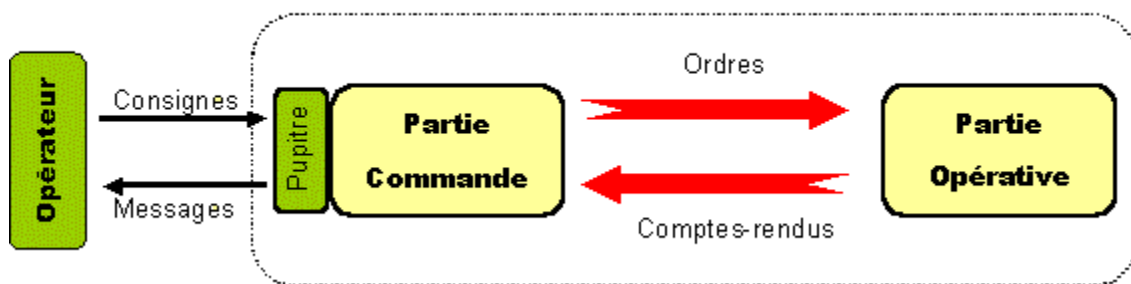 Opérateur
Consignes
Messages
Pupitre
Partie
Commande
Ordres
Comptes-rendus
Partie
Opérative